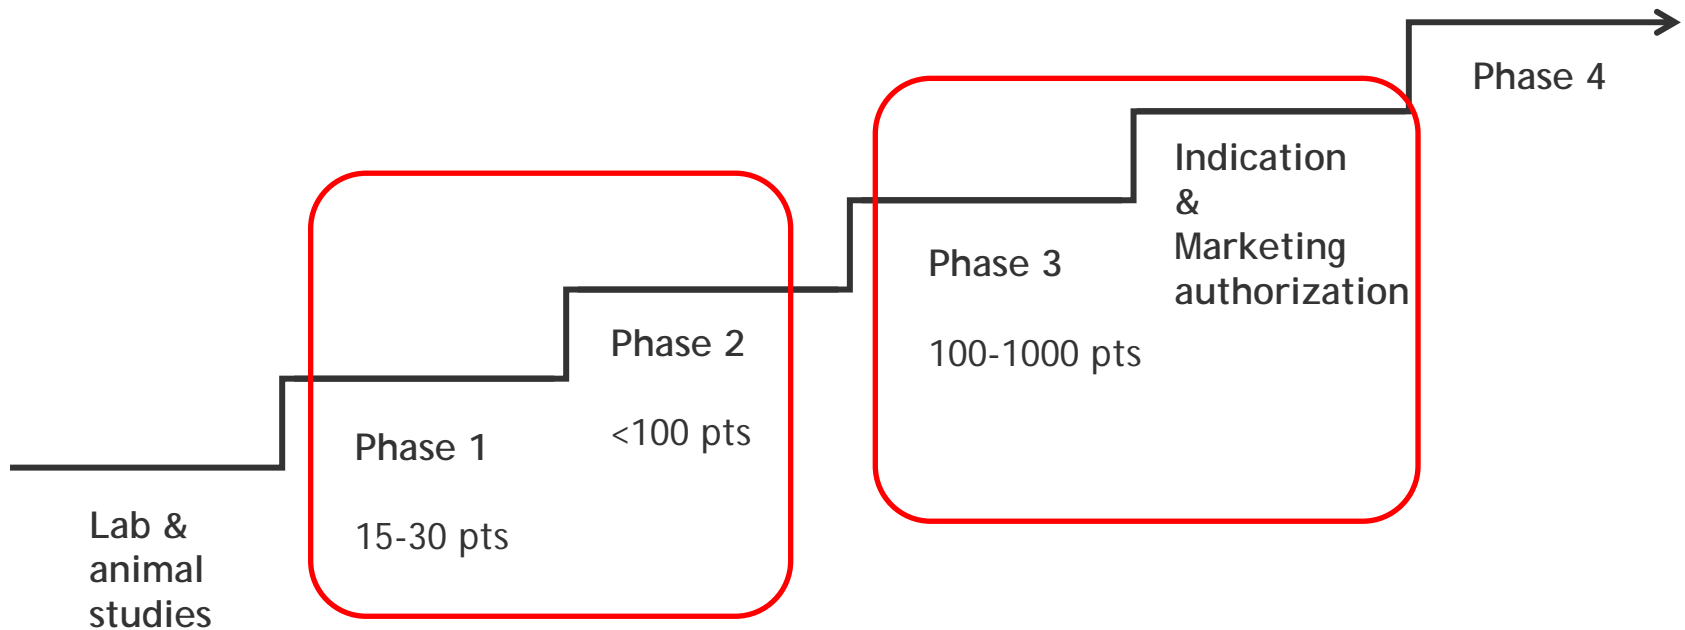 Lab &
animal
studies
Phase 1
15-30 pts
Phase 2
<100 pts
Phase 3
100-1000 pts
Indication
&
Marketing
authorization
Phase 4